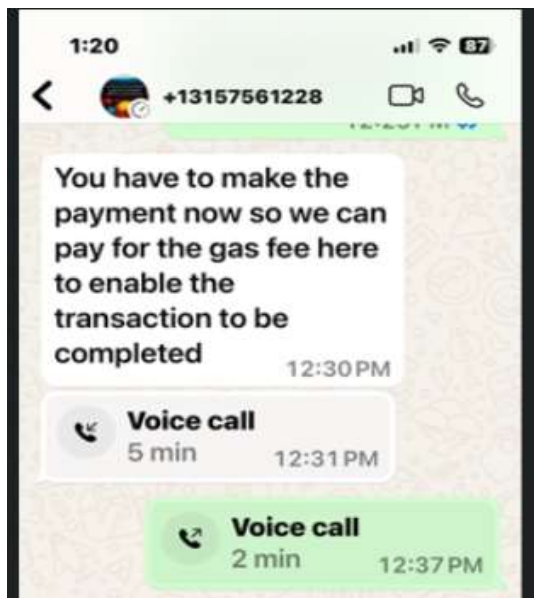 1:20
87
+13157561228
You have to make the
payment now so we can
pay for the gas fee here
to enable the
transaction to be
completed
12:30 PM
Voice call
5 min 12:31 PM
Voice call
2 min 12:37 PM